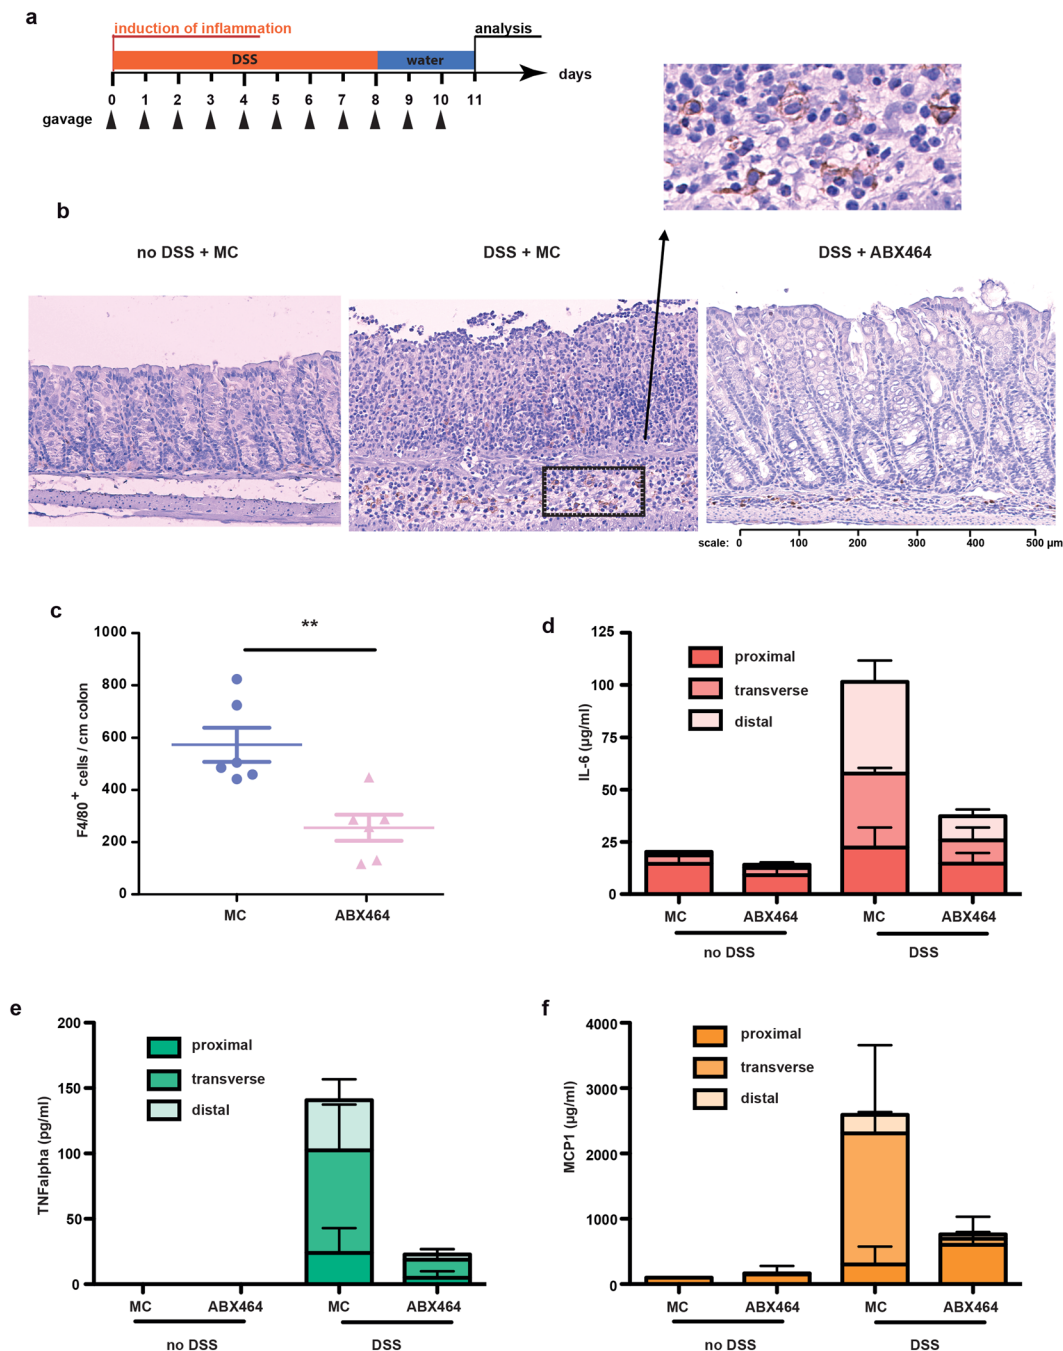 a
induction of inflammation
analysis
DSS
water
days
0 1 2 3 4 5 6 7 8 9 10 11
gavage
b
no DSS + MC
DSS + MC
DSS + ABX464
scale: 0 100 200 300 400 500 µm
c
**
1000
800
600
400
200
0
F4/80+ cells / cm colon
MC
ABX464
d
125
100
75
50
25
0
IL-6 (µg/ml)
proximal
transverse
distal
MC ABX464 MC ABX464
no DSS DSS
e
200
150
100
50
0
TNFalpha (pg/ml)
proximal
transverse
distal
MC ABX464 MC ABX464
no DSS DSS
f
4000
3000
2000
1000
0
MCP1 (µg/ml)
proximal
transverse
distal
MC ABX464 MC ABX464
no DSS DSS